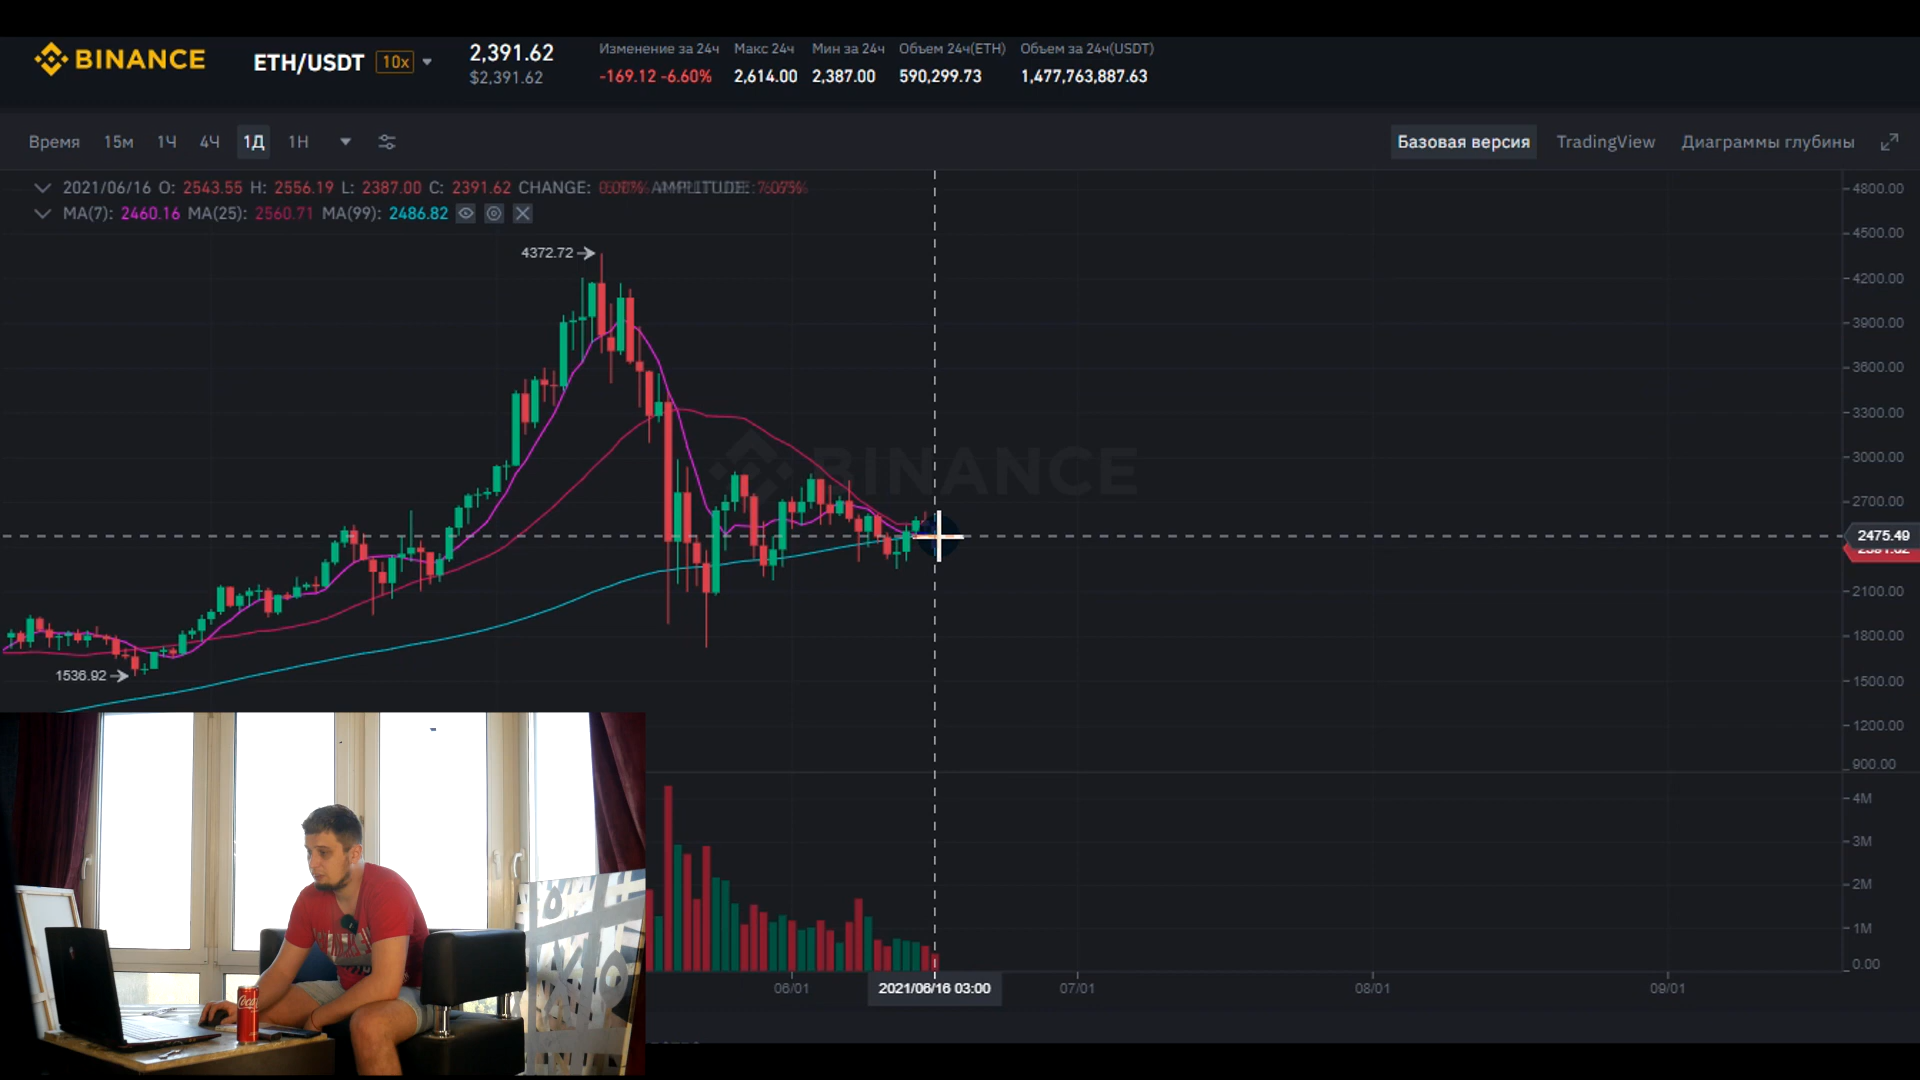 BINANCE
ETH/USDT 10x
2,391.62
$2,391.62
Изменение за 24ч
-169.12 -6.60%
Макс 24ч
2,614.00
Мин за 24ч
2,387.00
Объем 24ч(ETH)
590,299.73
Объем за 24ч(USDT)
1,477,763,887.63
Время 15м 1Ч 4Ч 1Д 1Н
Базовая версия TradingView Диаграммы глубины
2021/06/16 O: 2543.55 H: 2556.19 L: 2387.00 C: 2391.62 CHANGE: AMPLITUDE:
MA(7): 2460.16 MA(25): 2560.71 MA(99): 2486.82
4372.72
1536.92
BINANCE
4800.00
4500.00
4200.00
3900.00
3600.00
3300.00
3000.00
2700.00
2475.49
2100.00
1800.00
1500.00
1200.00
900.00
4M
3M
2M
1M
0.00
06/01
2021/06/16 03:00
07/01
08/01
09/01